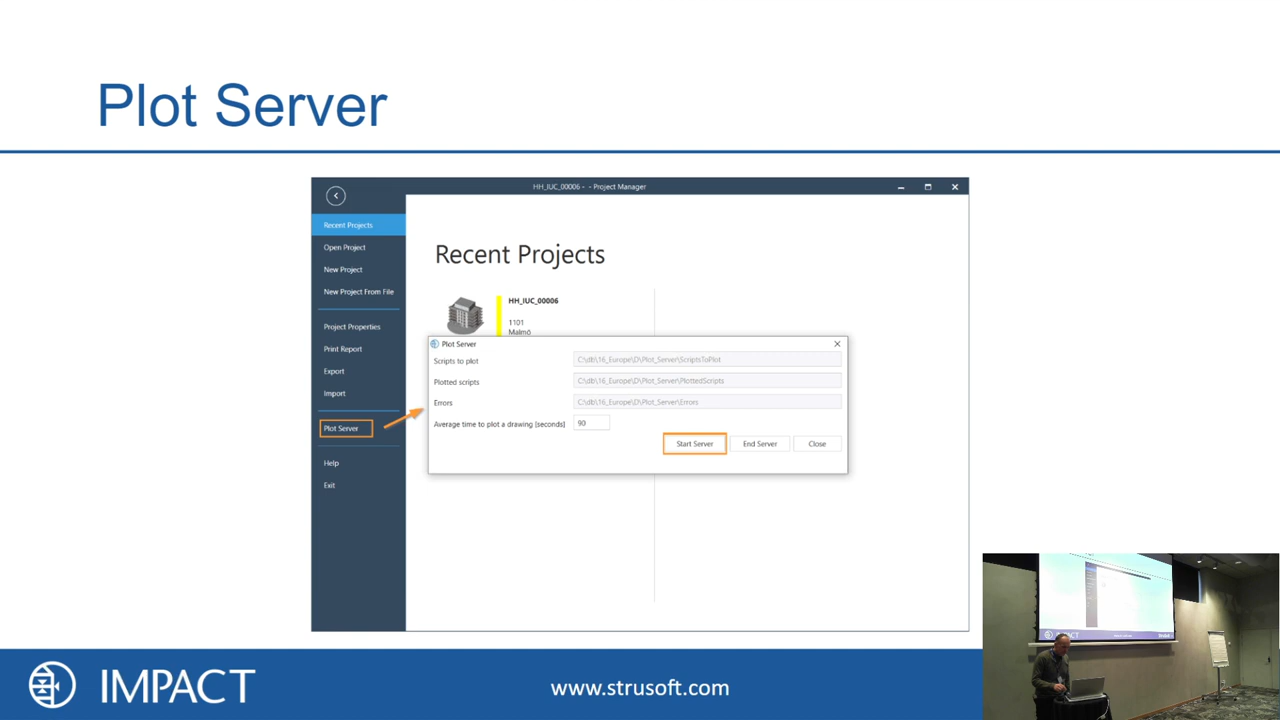 Plot Server
HH_IUC_00006 - - Project Manager
Recent Projects
Open Project
New Project
New Project From File
Project Properties
Print Report
Export
Import
Plot Server
Help
Exit
Recent Projects
HH_IUC_00006
1101
Malmö
Plot Server
Scripts to plot C:\db\16_Europe\D\Plot_Server\ScriptsToPlot
Plotted scripts C:\db\16_Europe\D\Plot_Server\PlottedScripts
Errors C:\db\16_Europe\D\Plot_Server\Errors
Average time to plot a drawing (seconds) 90
Start Server End Server Close
IMPACT
www.strusoft.com